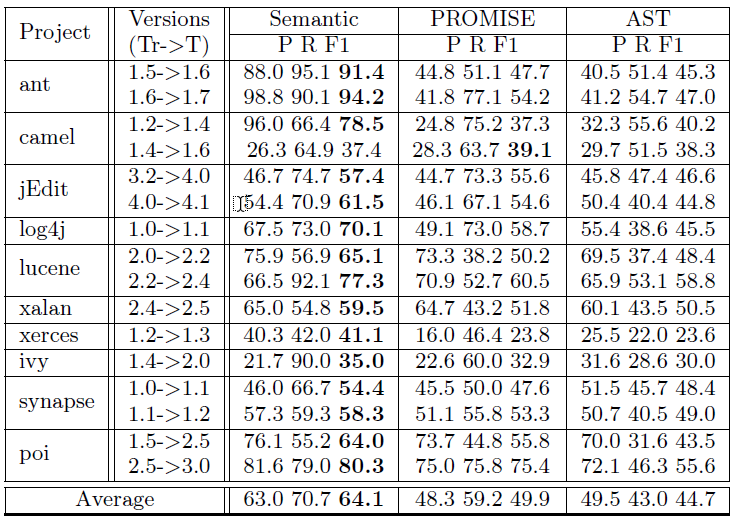 Project Versions (Tr->T) Semantic PROMISE AST
P R F1 P R F1 P R F1
ant 1.5->1.6 88.0 95.1 91.4 44.8 51.1 47.7 40.5 51.4 45.3
1.6->1.7 98.8 90.1 94.2 41.8 77.1 54.2 41.2 54.7 47.0
camel 1.2->1.4 96.0 66.4 78.5 24.8 75.2 37.3 32.3 55.6 40.2
1.4->1.6 26.3 64.9 37.4 28.3 63.7 39.1 29.7 51.5 38.3
jEdit 3.2->4.0 46.7 74.7 57.4 44.7 73.3 55.6 45.8 47.4 46.6
4.0->4.1 54.4 70.9 61.5 46.1 67.1 54.6 50.4 40.4 44.8
log4j 1.0->1.1 67.5 73.0 70.1 49.1 73.0 58.7 55.4 38.6 45.5
lucene 2.0->2.2 75.9 56.9 65.1 73.3 38.2 50.2 69.5 37.4 48.4
2.2->2.4 66.5 92.1 77.3 70.9 52.7 60.5 65.9 53.1 58.8
xalan 2.4->2.5 65.0 54.8 59.5 64.7 43.2 51.8 60.1 43.5 50.5
xerces 1.2->1.3 40.3 42.0 41.1 16.0 46.4 23.8 25.5 22.0 23.6
ivy 1.4->2.0 21.7 90.0 35.0 22.6 60.0 32.9 31.6 28.6 30.0
synapse 1.0->1.1 46.0 66.7 54.4 45.5 50.0 47.6 51.5 45.7 48.4
1.1->1.2 57.3 59.3 58.3 51.1 55.8 53.3 50.7 40.5 49.0
poi 1.5->2.5 76.1 55.2 64.0 73.7 44.8 55.8 70.0 31.6 43.5
2.5->3.0 81.6 79.0 80.3 75.0 75.8 75.4 72.1 46.3 55.6
Average 63.0 70.7 64.1 48.3 59.2 49.9 49.5 43.0 44.7